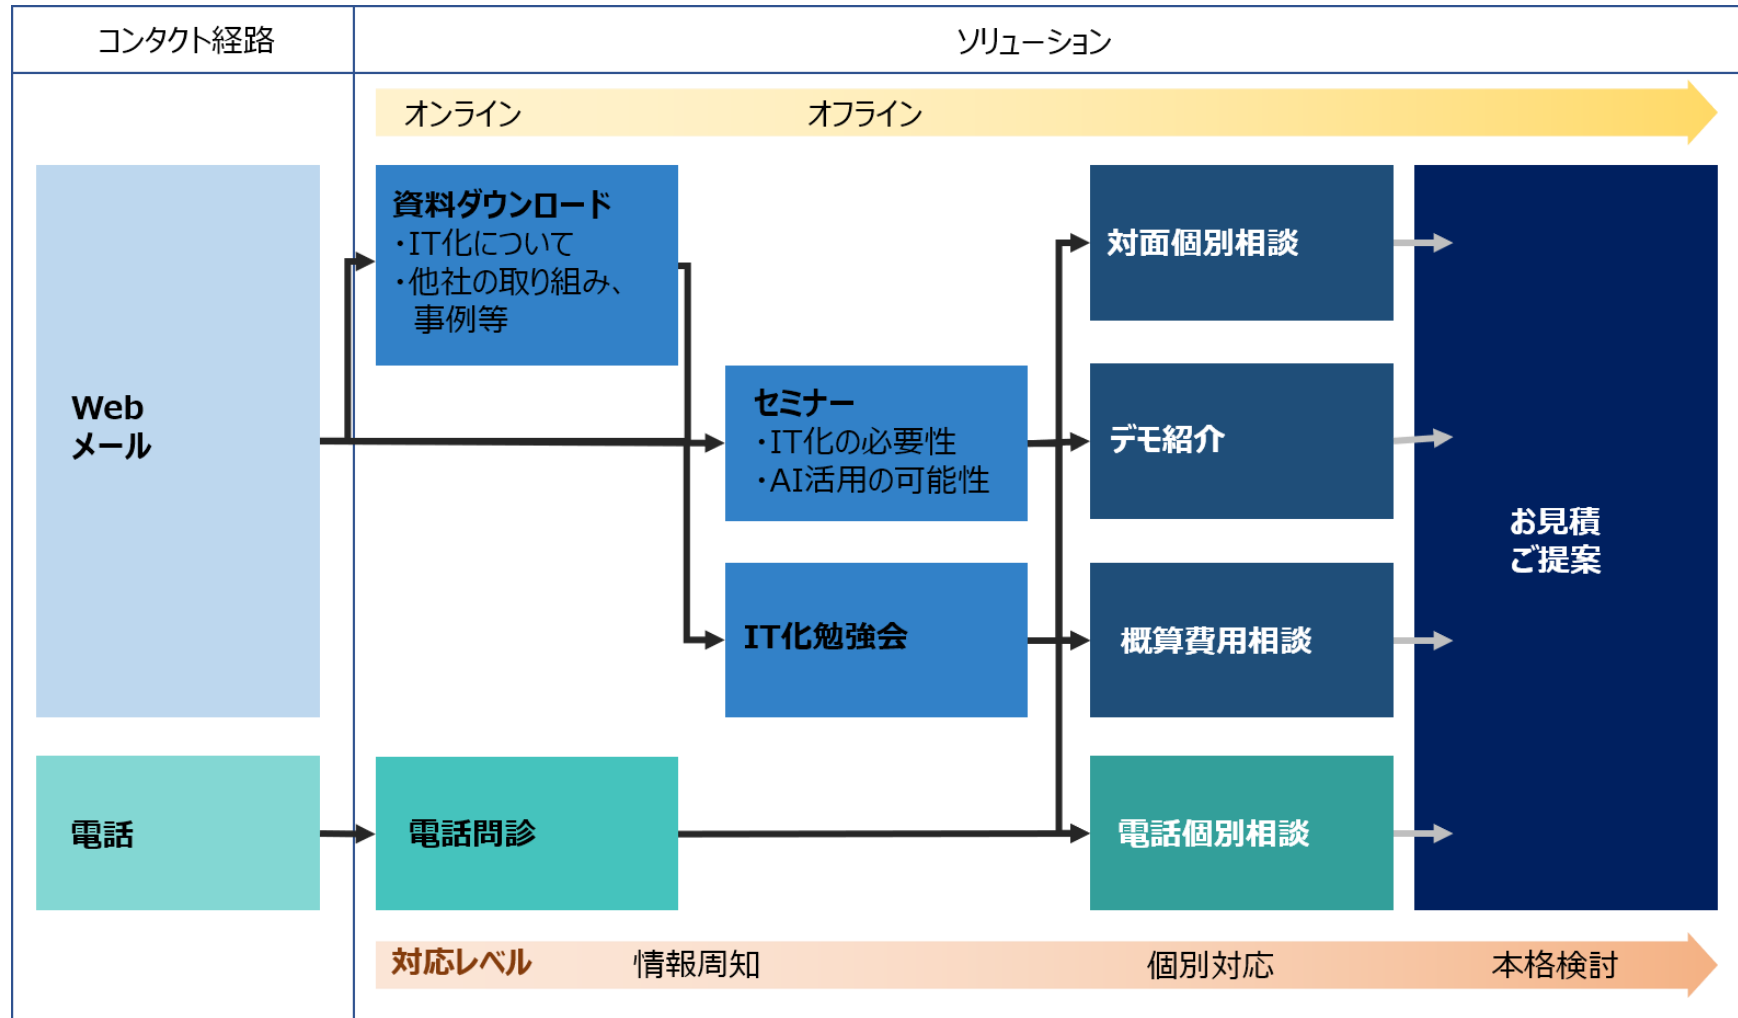 コンタクト経路
ソリューション
オンライン
オフライン
Web
メール
資料ダウンロード
・IT化について
・他社の取り組み、
事例等
セミナー
・IT化の必要性
・AI活用の可能性
IT化勉強会
対面個別相談
デモ紹介
概算費用相談
お見積
ご提案
電話
電話問診
電話個別相談
対応レベル
情報周知
個別対応
本格検討